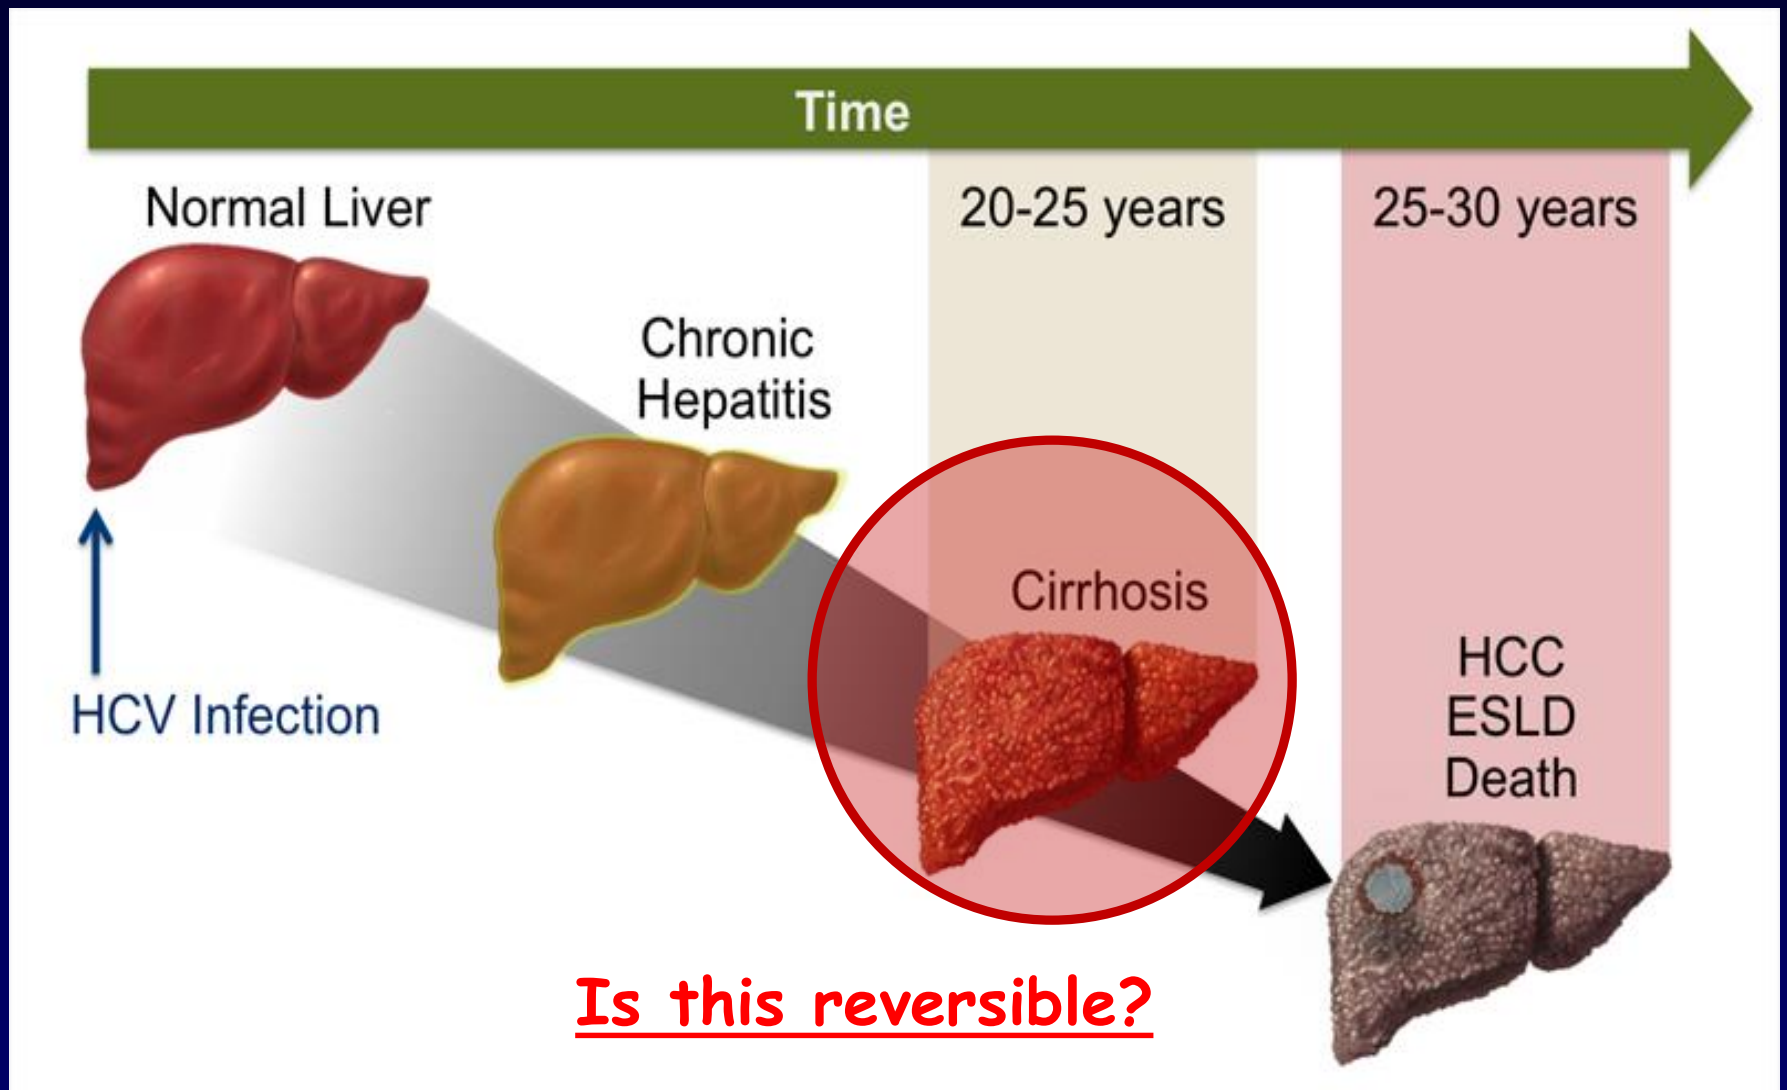 Time
Normal Liver
20-25 years
25-30 years
Chronic
Hepatitis
Cirrhosis
HCC
ESLD
Death
HCV Infection
Is this reversible?